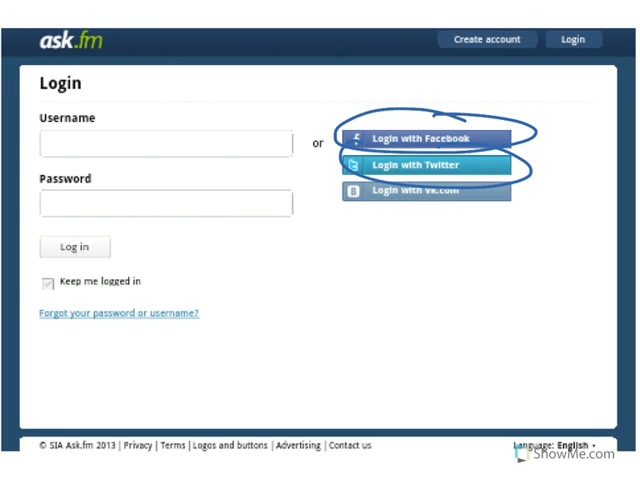 ask.fm
Create account
Login
Login
Username
or
Login with Facebook
Password
Login with Twitter
Login with vk.com
Log in
Keep me logged in
Forgot your password or username?
© SIA Ask.fm 2013 | Privacy | Terms | Logos and buttons | Advertising | Contact us
Language: English
ShowMe.com